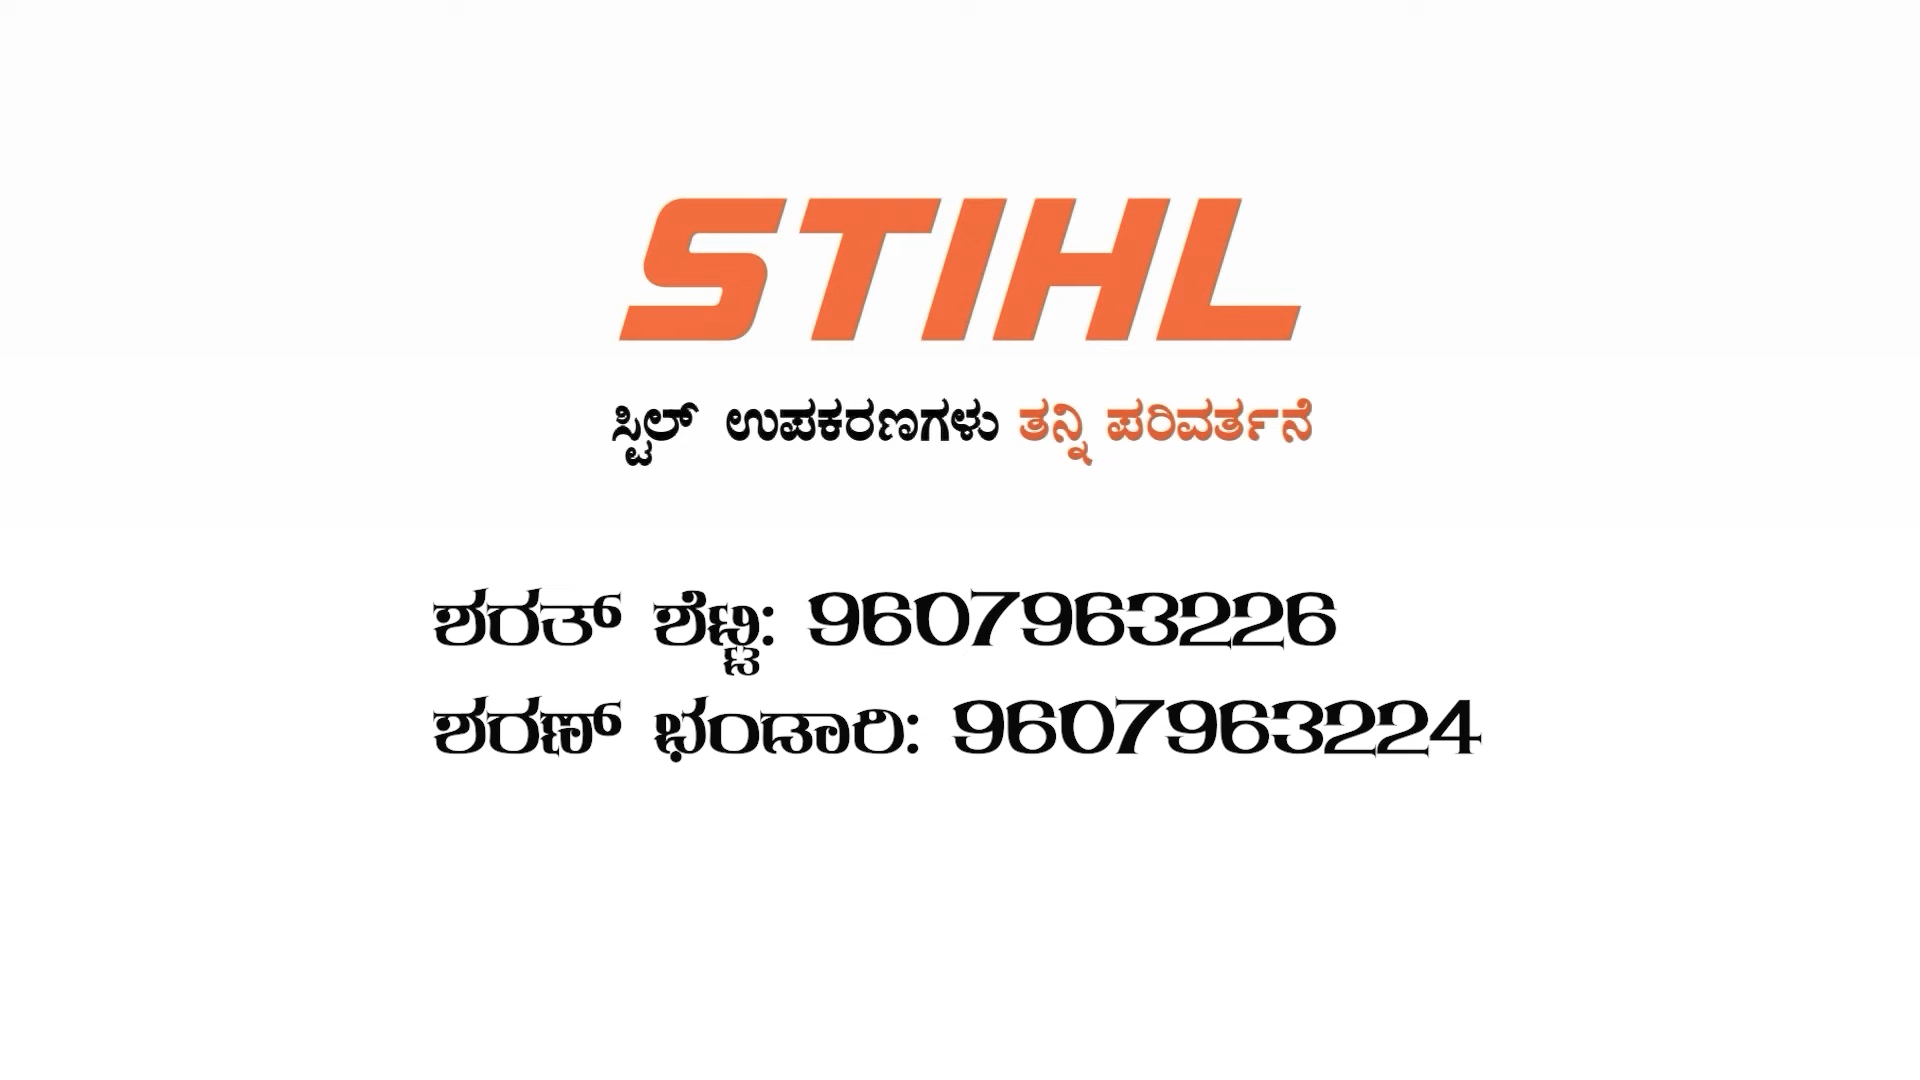 STIHL
ಸ್ಟಿಲ್ ಉಪಕರಣಗಳು ತನ್ನಿ ಪರಿವರ್ತನೆ
ಶರತ್ ಶೆಟ್ಟಿ: 9607963226
ಶರಣ್ ಭಂಡಾರಿ: 9607963224